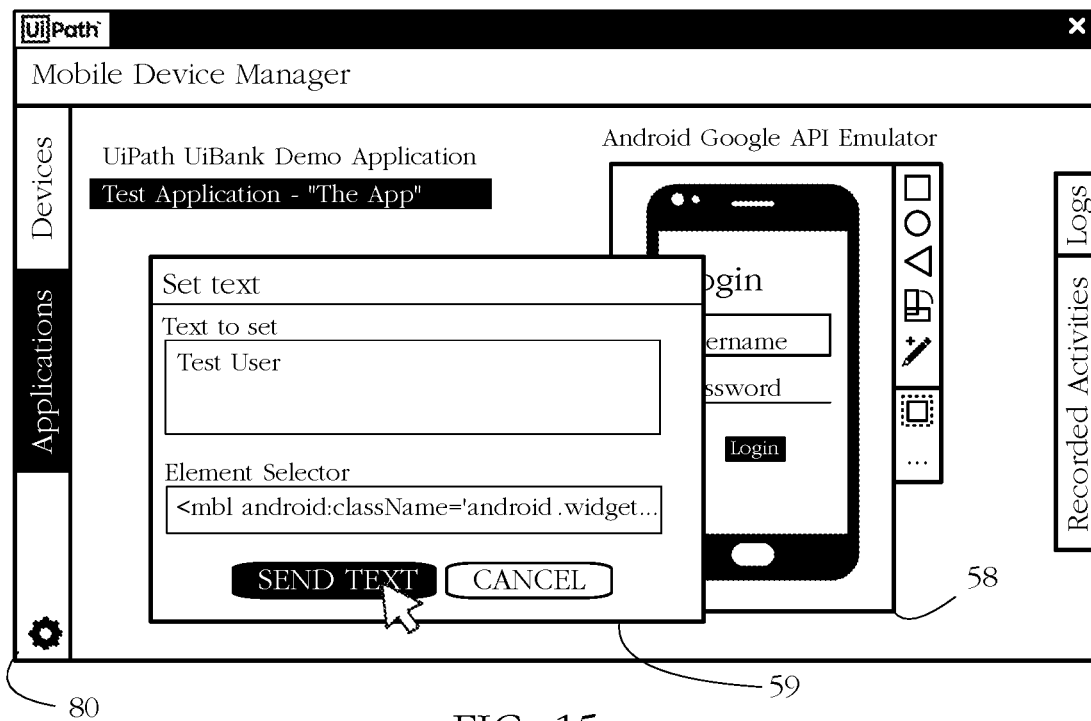 UiPath
Mobile Device Manager
Devices
Applications
UiPath UiBank Demo Application
Test Application - "The App"
Android Google API Emulator
Set text
Text to set
Test User
Element Selector
<mbl android:className='android.widget...
SEND TEXT
CANCEL
ogin
ername
ssword
Login
...
Logs
Recorded Activities
58
59
80
FIG. 15